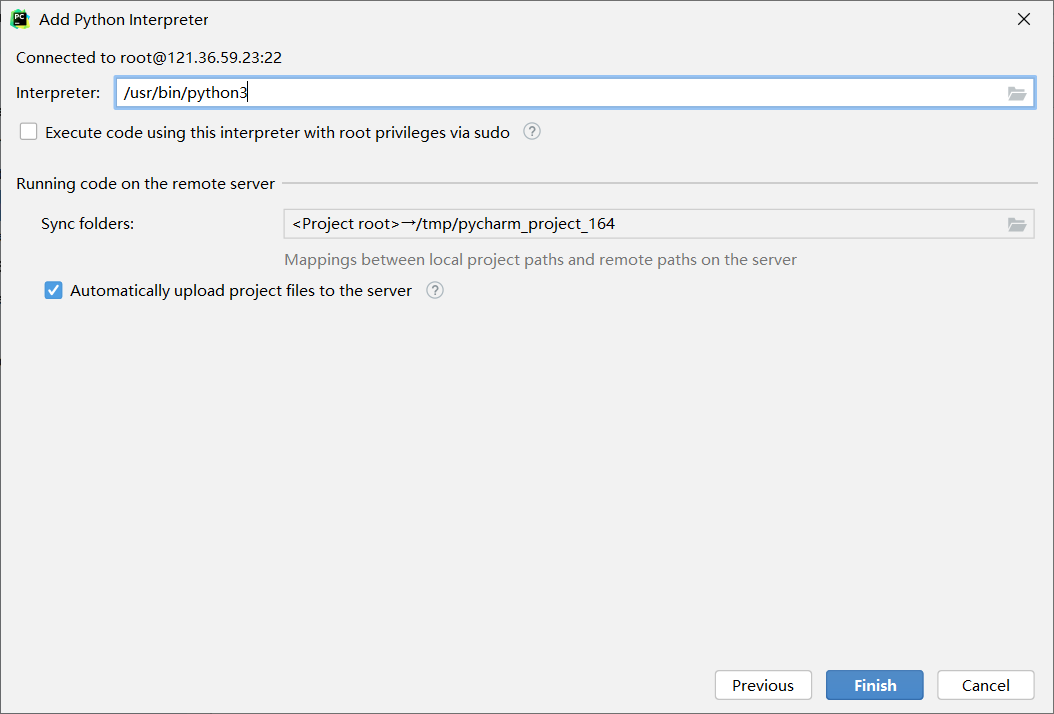 PC
Add Python Interpreter
Connected to root@121.36.59.23:22
Interpreter: /usr/bin/python3
Execute code using this interpreter with root privileges via sudo ?
Running code on the remote server
Sync folders: <Project root>→/tmp/pycharm_project_164
Mappings between local project paths and remote paths on the server
Automatically upload project files to the server ?
Previous Finish Cancel